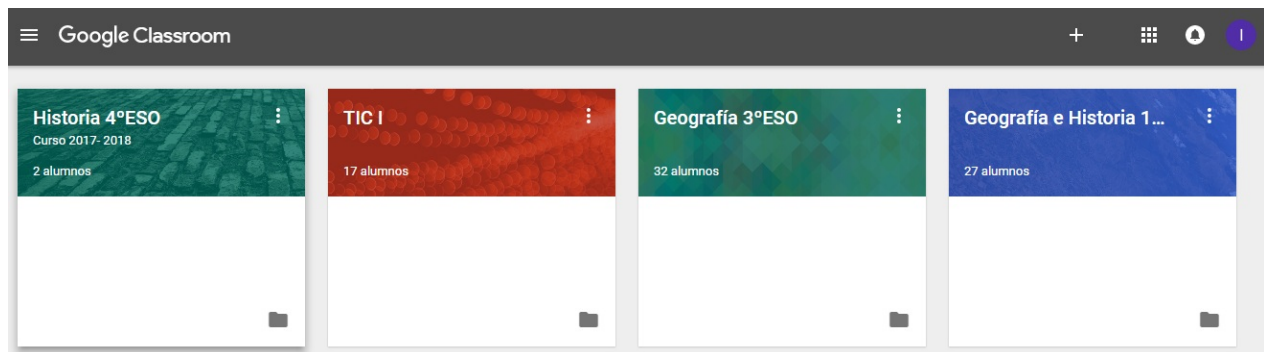 Google Classroom
I
Historia 4ºESO
Curso 2017- 2018
2 alumnos
TIC I
17 alumnos
Geografía 3ºESO
32 alumnos
Geografía e Historia 1...
27 alumnos